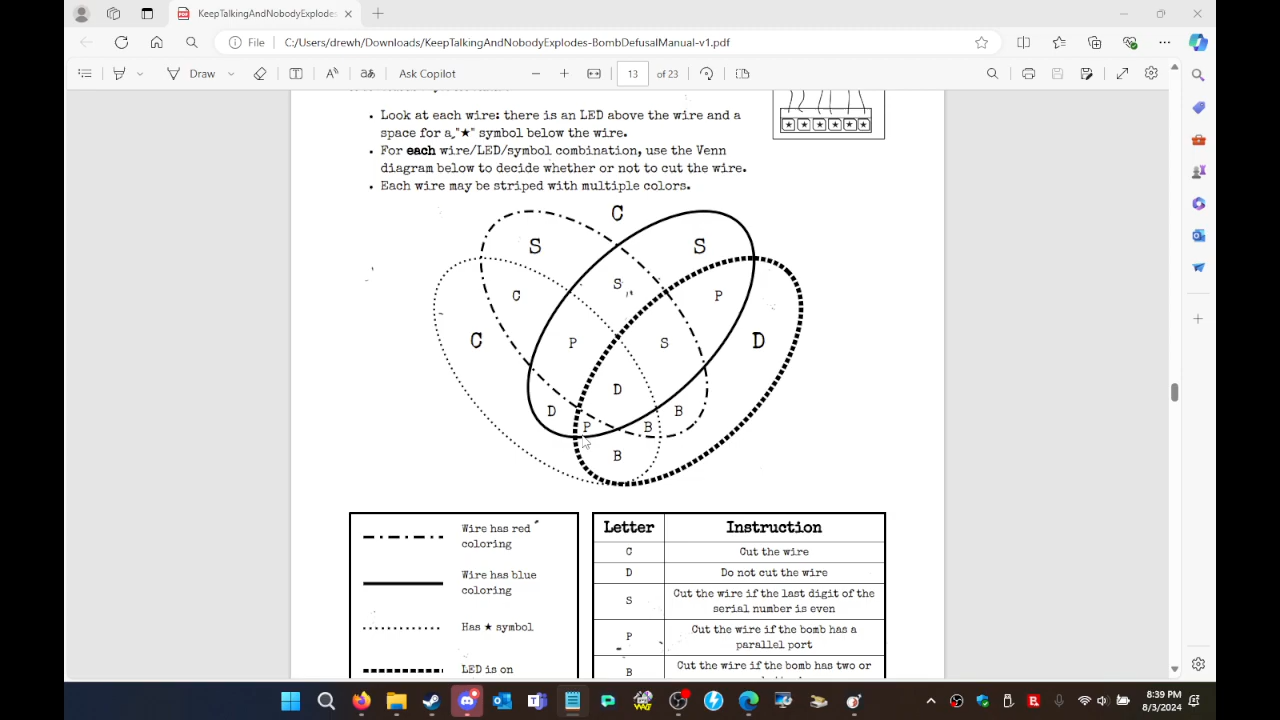 KeepTalkingAndNobodyExplodes
File
C:/Users/drewh/Downloads/KeepTalkingAndNobodyExplodes-BombDefusalManual-v1.pdf
Draw
Ask Copilot
13
of 23
Look at each wire: there is an LED above the wire and a
space for a "★" symbol below the wire.
For each wire/LED/symbol combination, use the Venn
diagram below to decide whether or not to cut the wire.
Each wire may be striped with multiple colors.
C
S
S
S
C
P
C
P
S
D
D
D
B
P
B
B
Wire has red
coloring
Wire has blue
coloring
Has ★ symbol
LED is on
Letter
Instruction
C
Cut the wire
D
Do not cut the wire
S
Cut the wire if the last digit of the
serial number is even
P
Cut the wire if the bomb has a
parallel port
B
Cut the wire if the bomb has two or
8:39 PM
8/3/2024